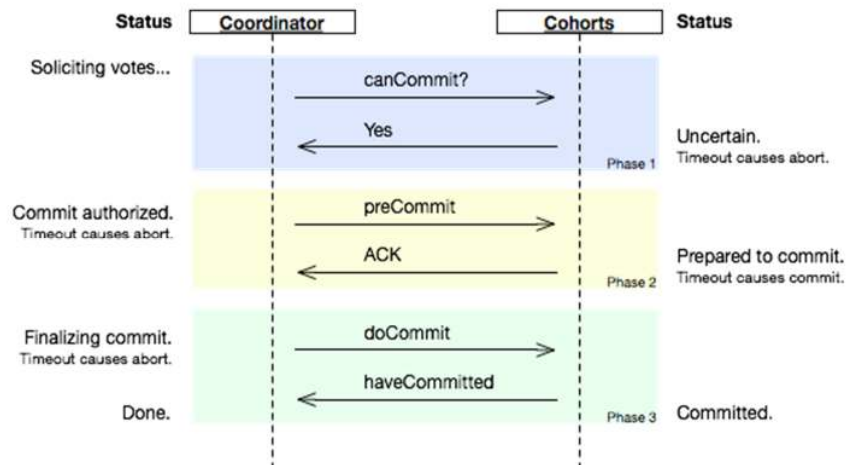 Status Coordinator Cohorts Status
Soliciting votes...
canCommit?
Yes
Uncertain.
Phase 1 Timeout causes abort.
preCommit
Commit authorized.
Timeout causes abort.
ACK
Prepared to commit.
Phase 2 Timeout causes commit.
doCommit
Finalizing commit.
Timeout causes abort.
haveCommitted
Done. Phase 3 Committed.